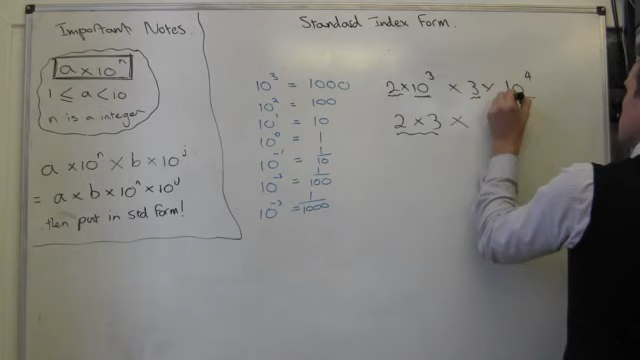 Standard Index Form.
Important Notes.
a × 10ⁿ
1 ≤ a < 10
n is a integer
a × 10ⁿ × b × 10ʲ
= a × b × 10ⁿ × 10ʲ
then put in std form!
10³ = 1000
10² = 100
10¹ = 10
10⁰ = 1
10⁻¹ = 1/10
10⁻² = 1/100
10⁻³ = 1/1000
2 × 10³ × 3 × 10⁴
2 × 3 ×